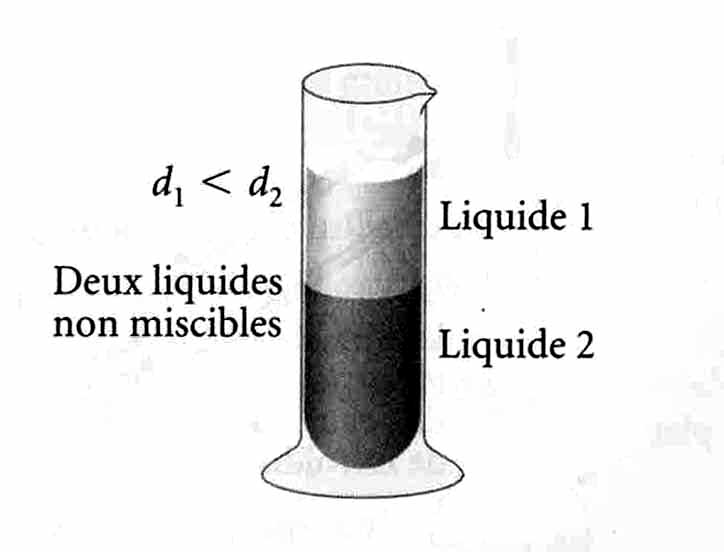 d₁ < d₂
Liquide 1
Deux liquides
non miscibles
Liquide 2